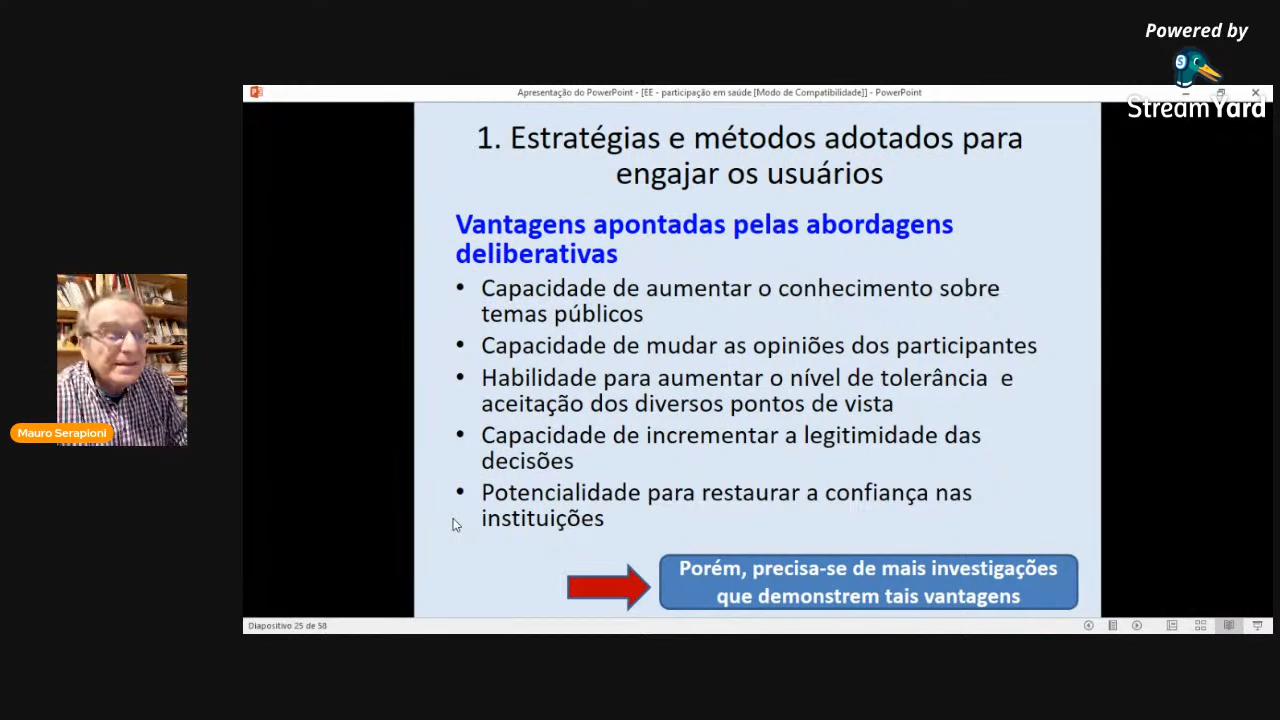 Powered by
StreamYard
Apresentação do PowerPoint - [EE - participação em saúde [Modo de Compatibilidade]] - PowerPoint
1. Estratégias e métodos adotados para
engajar os usuários
Vantagens apontadas pelas abordagens
deliberativas
• Capacidade de aumentar o conhecimento sobre
temas públicos
• Capacidade de mudar as opiniões dos participantes
• Habilidade para aumentar o nível de tolerância e
aceitação dos diversos pontos de vista
• Capacidade de incrementar a legitimidade das
decisões
• Potencialidade para restaurar a confiança nas
instituições
Porém, precisa-se de mais investigações
que demonstrem tais vantagens
Mauro Serapioni
Diapositivo 25 de 58